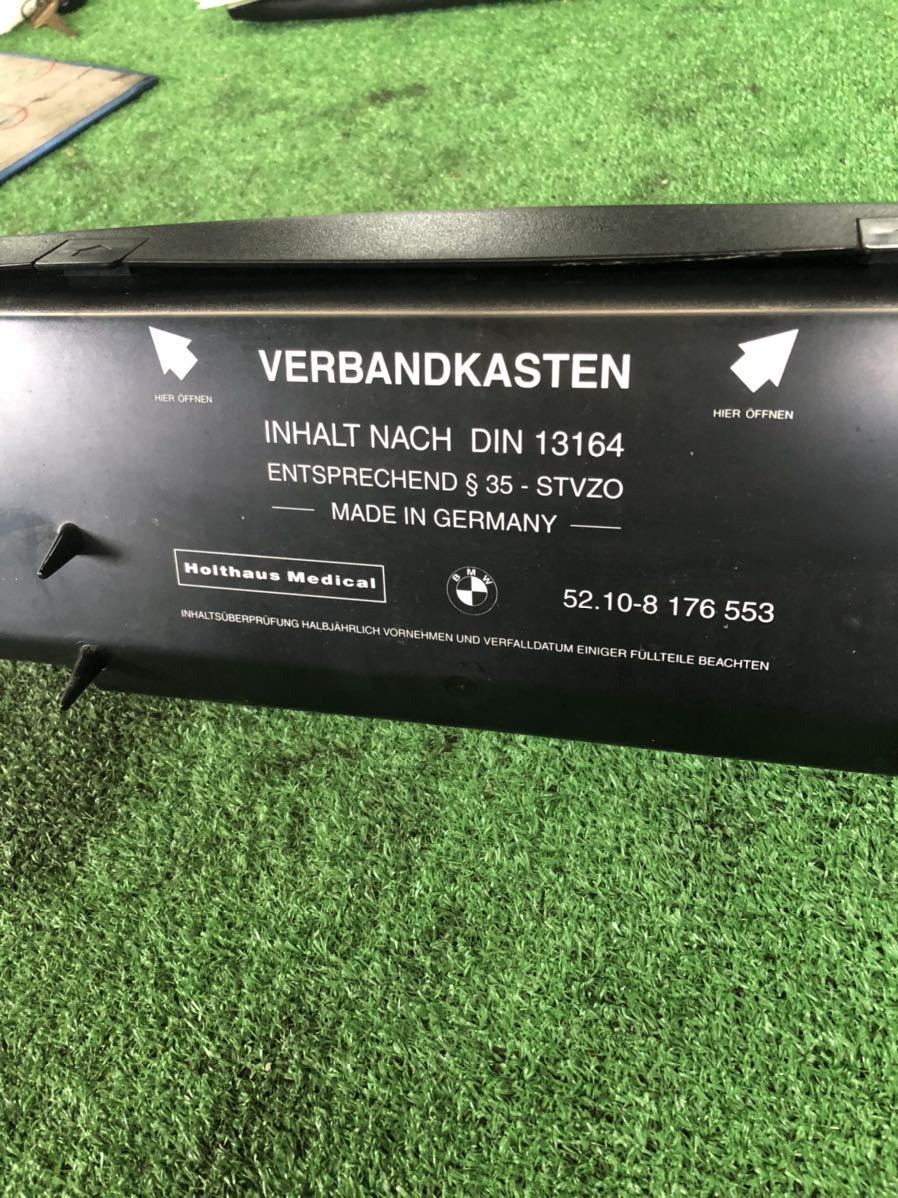 VERBANDKASTEN
HIER ÖFFNEN
HIER ÖFFNEN
INHALT NACH DIN 13164
ENTSPRECHEND § 35 - STVZO
MADE IN GERMANY
Holthaus Medical
BMW
52.10-8 176 553
INHALTSÜBERPRÜFUNG HALBJÄHRLICH VORNEHMEN UND VERFALLDATUM EINIGER FÜLLTEILE BEACHTEN